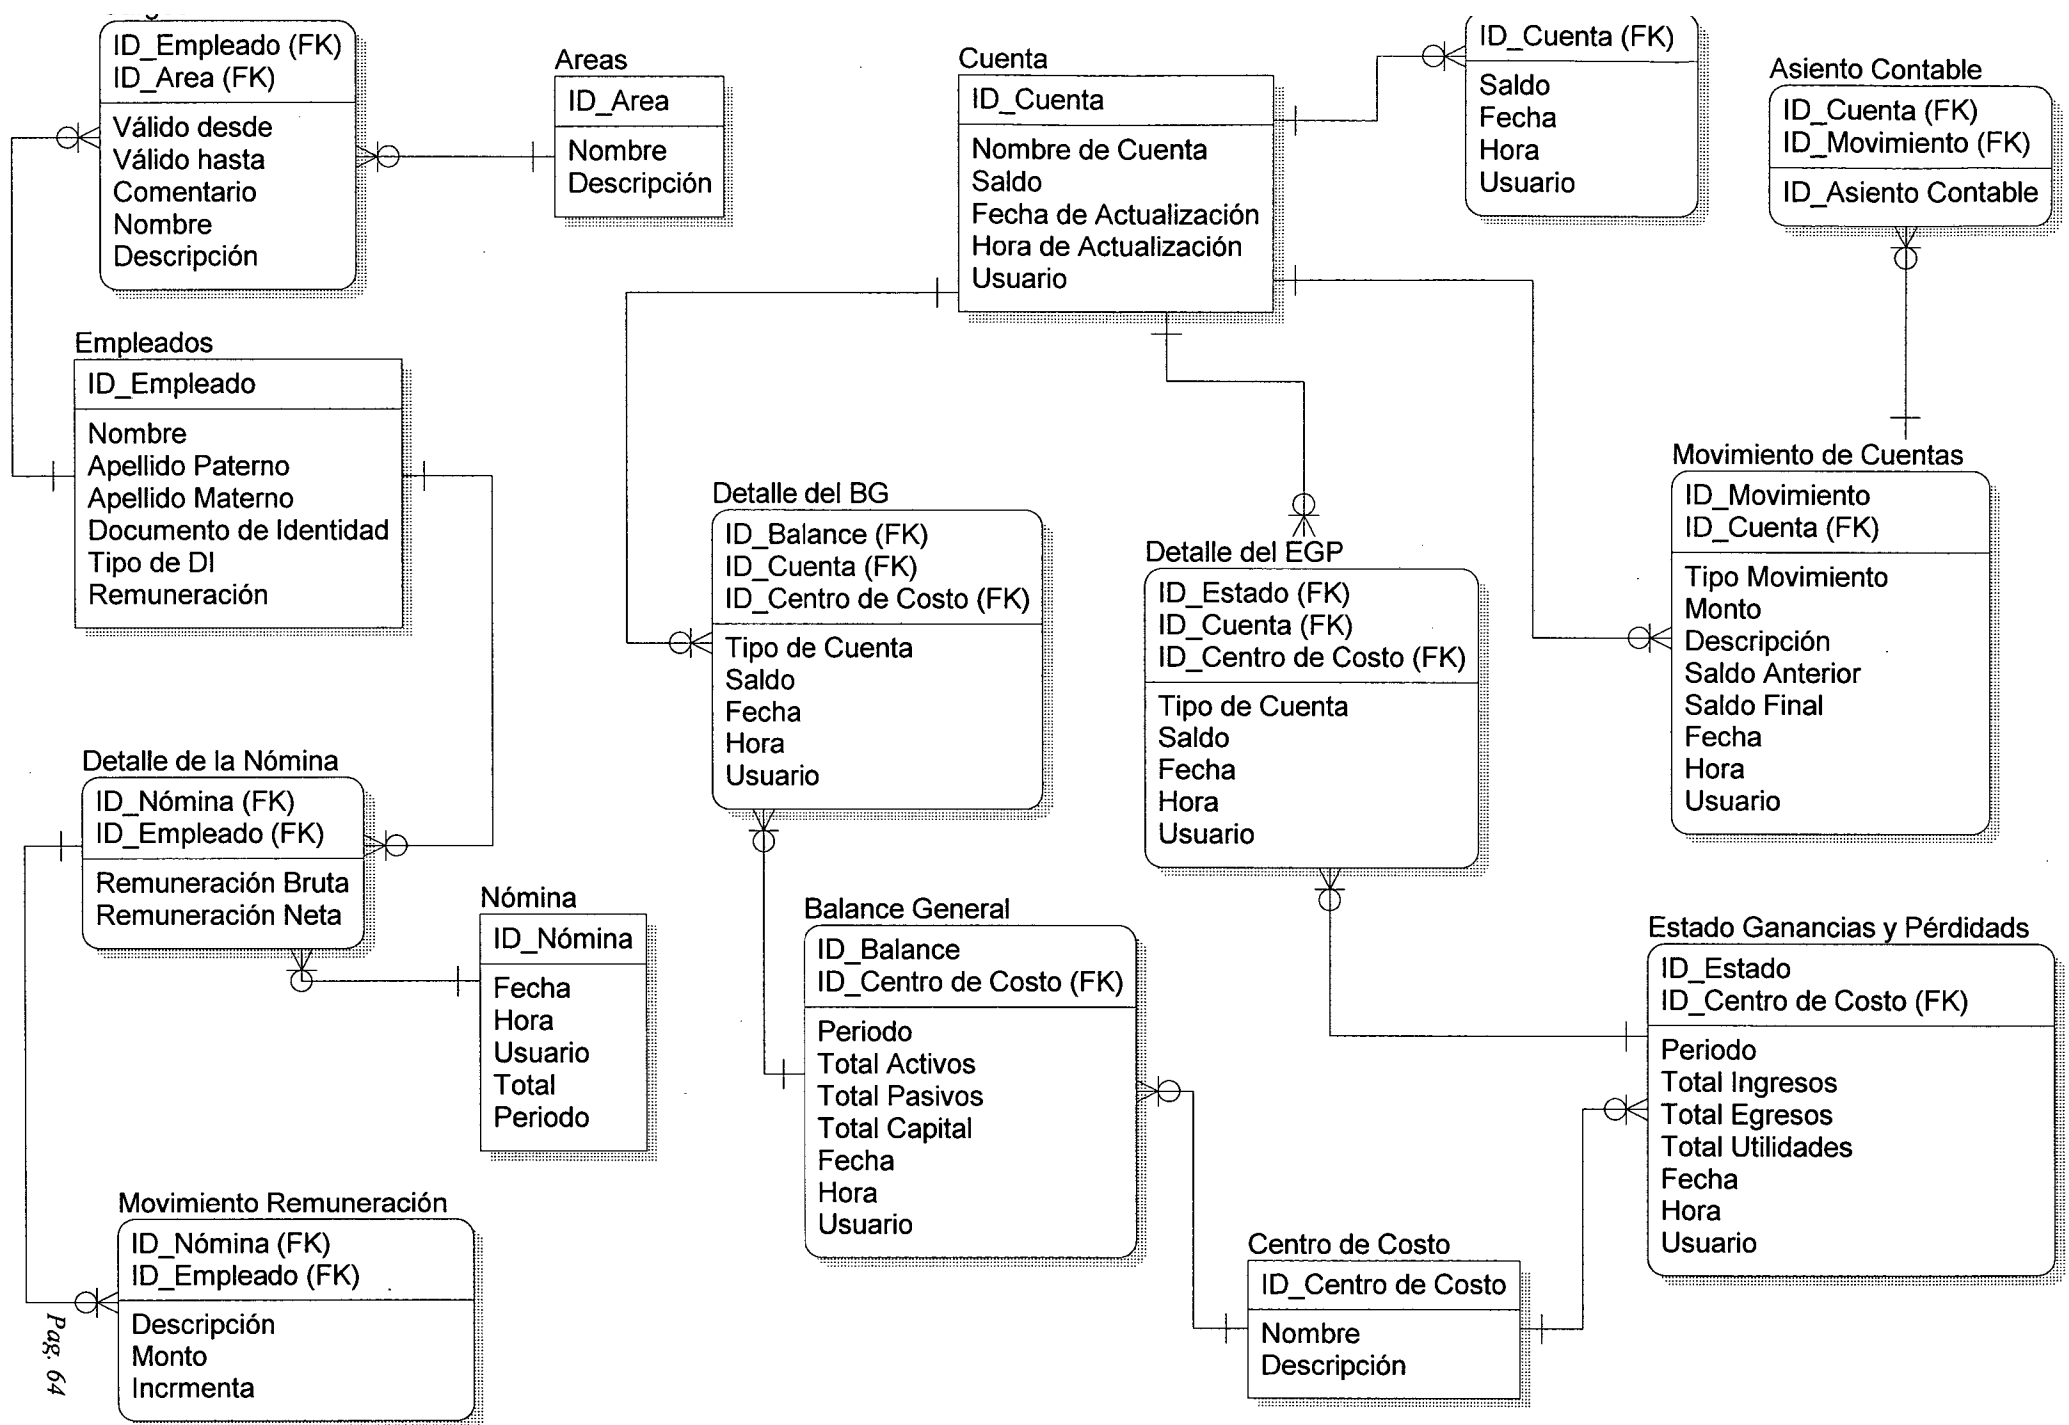 ID_Empleado (FK)
ID_Area (FK)
Válido desde
Válido hasta
Comentario
Nombre
Descripción
Areas
ID_Area
Nombre
Descripción
Cuenta
ID_Cuenta
Nombre de Cuenta
Saldo
Fecha de Actualización
Hora de Actualización
Usuario
ID_Cuenta (FK)
Saldo
Fecha
Hora
Usuario
Asiento Contable
ID_Cuenta (FK)
ID_Movimiento (FK)
ID_Asiento Contable
Empleados
ID_Empleado
Nombre
Apellido Paterno
Apellido Materno
Documento de Identidad
Tipo de DI
Remuneración
Detalle del BG
ID_Balance (FK)
ID_Cuenta (FK)
ID_Centro de Costo (FK)
Tipo de Cuenta
Saldo
Fecha
Hora
Usuario
Detalle del EGP
ID_Estado (FK)
ID_Cuenta (FK)
ID_Centro de Costo (FK)
Tipo de Cuenta
Saldo
Fecha
Hora
Usuario
Movimiento de Cuentas
ID_Movimiento
ID_Cuenta (FK)
Tipo Movimiento
Monto
Descripción
Saldo Anterior
Saldo Final
Fecha
Hora
Usuario
Detalle de la Nómina
ID_Nómina (FK)
ID_Empleado (FK)
Remuneración Bruta
Remuneración Neta
Nómina
ID_Nómina
Fecha
Hora
Usuario
Total
Periodo
Balance General
ID_Balance
ID_Centro de Costo (FK)
Periodo
Total Activos
Total Pasivos
Total Capital
Fecha
Hora
Usuario
Estado Ganancias y Pérdidads
ID_Estado
ID_Centro de Costo (FK)
Periodo
Total Ingresos
Total Egresos
Total Utilidades
Fecha
Hora
Usuario
Movimiento Remuneración
ID_Nómina (FK)
ID_Empleado (FK)
Descripción
Monto
Incrmenta
Centro de Costo
ID_Centro de Costo
Nombre
Descripción
Pag. 64